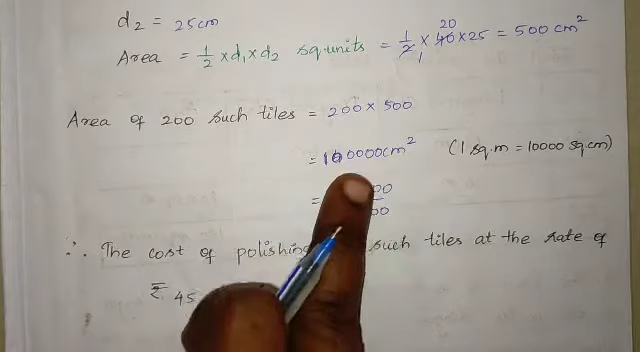 d2 = 25cm
Area = 1/2 × d1 × d2 sq.units = 1/2 × 40 × 25 = 500 cm²
20
1
Area of 200 such tiles = 200 × 500
= 100000cm² (1 sq.m = 10000 sq.cm)
=
∴ The cost of polishing such tiles at the rate of
₹ 45